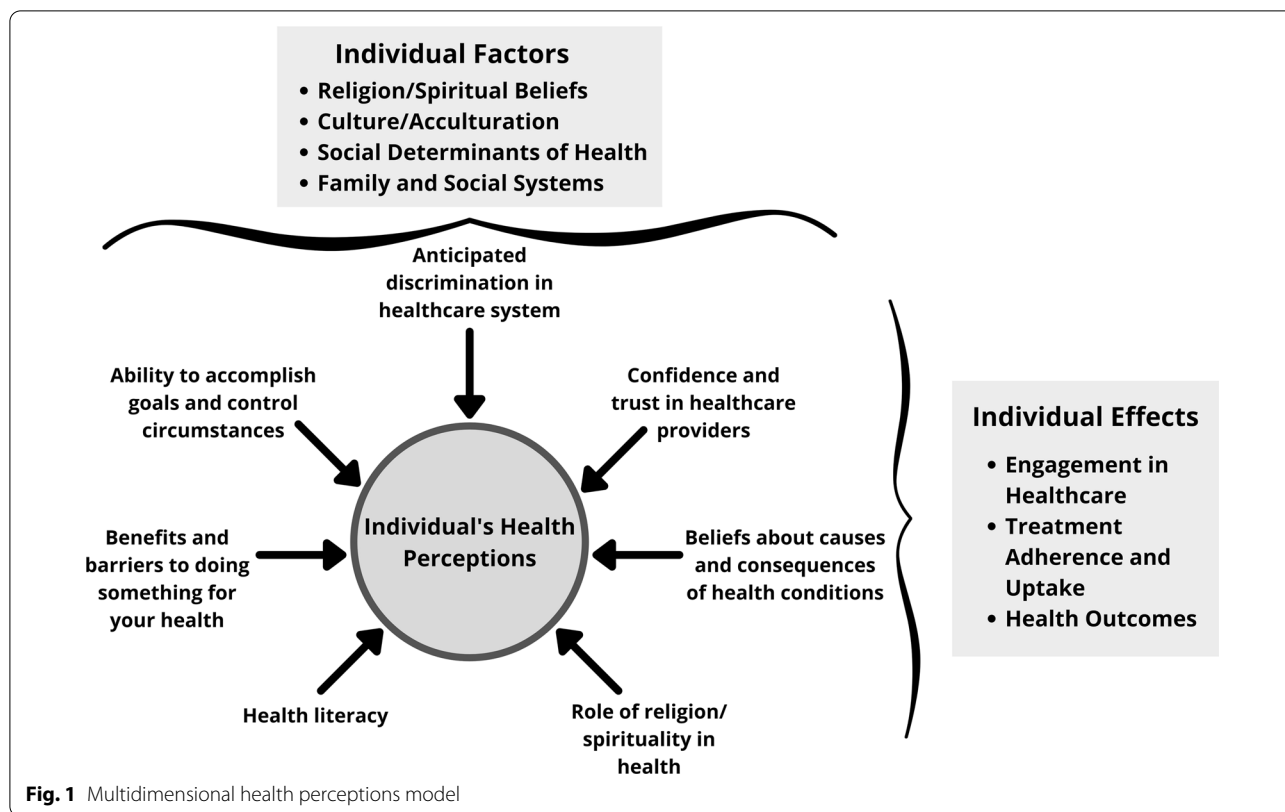 Individual Factors
• Religion/Spiritual Beliefs
• Culture/Acculturation
• Social Determinants of Health
• Family and Social Systems
Anticipated
discrimination in
healthcare system
Ability to accomplish
goals and control
circumstances
Confidence and
trust in healthcare
providers
Individual's Health
Perceptions
Benefits and
barriers to doing
something for
your health
Beliefs about causes
and consequences
of health conditions
Health literacy
Role of religion/
spirituality in
health
Individual Effects
• Engagement in
Healthcare
• Treatment
Adherence and
Uptake
• Health Outcomes
Fig. 1 Multidimensional health perceptions model